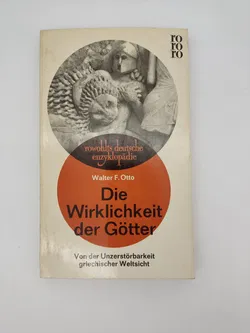 ro
ro
ro
rowohlts deutsche
enzyklopädie
Walter F. Otto
Die
Wirklichkeit
der Götter
Von der Unzerstörbarkeit
griechischer Weltsicht